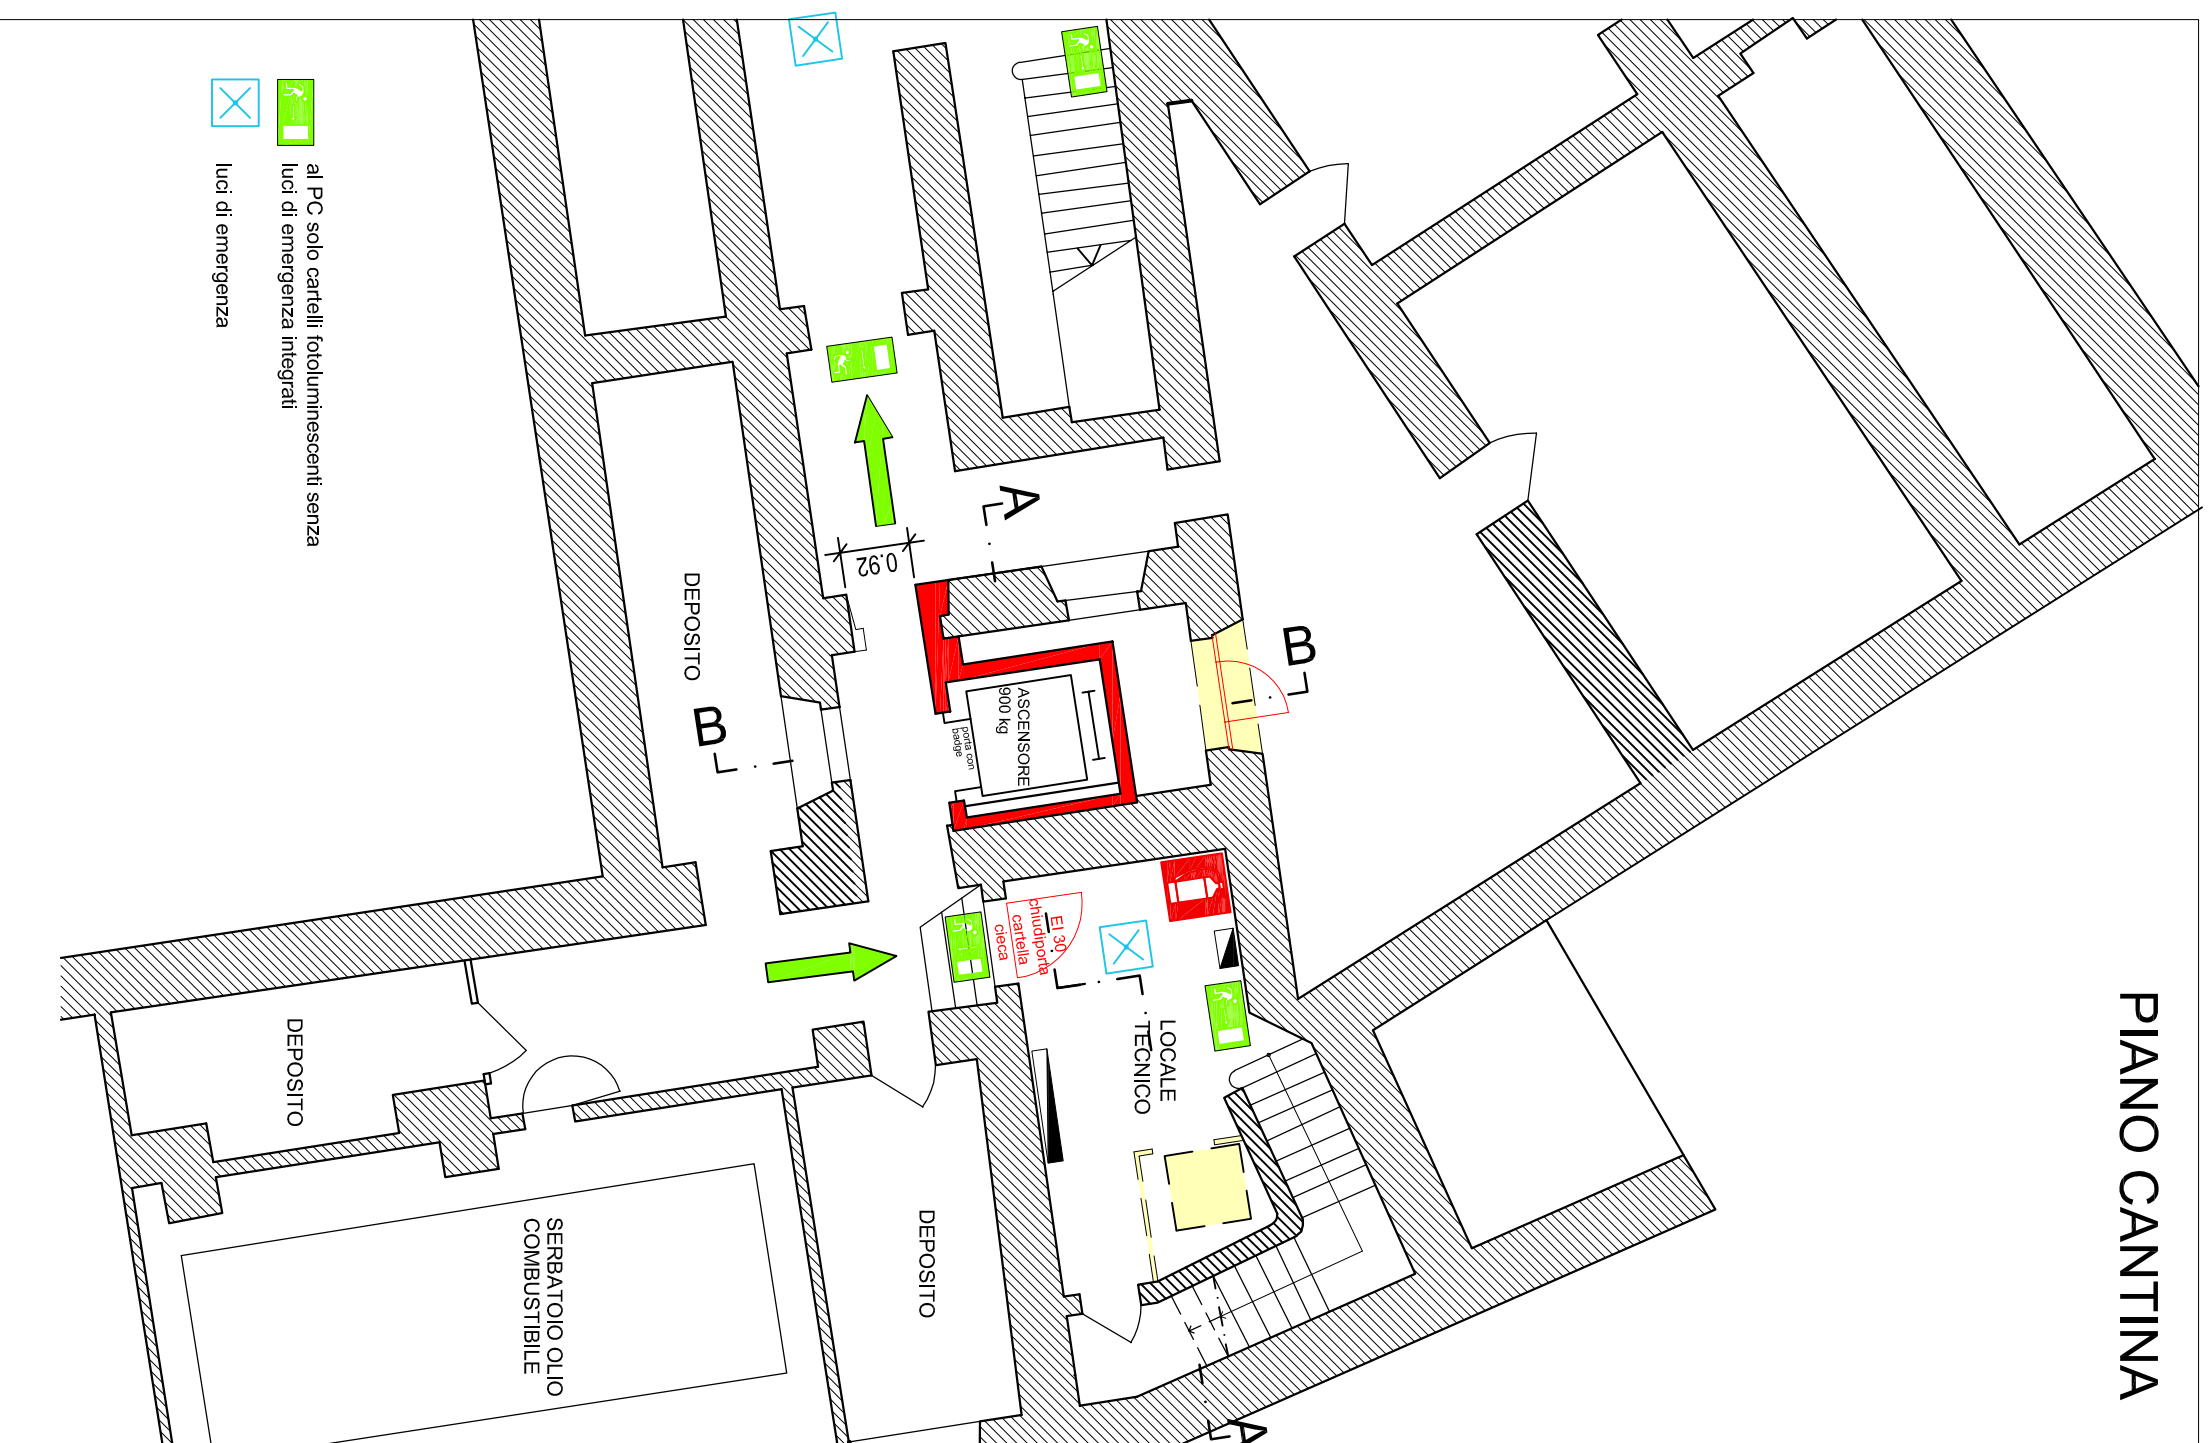 PIANO CANTINA
al PC solo cartelli fotoluminescenti senza
luci di emergenza integrati
luci di emergenza
A
0.92
B
B
DEPOSITO
ASCENSORE
900 kg
porta con
badge
EI 30
chiudiporta
cartella
cieca
LOCALE
TECNICO
DEPOSITO
DEPOSITO
SERBATOIO OLIO
COMBUSTIBILE
A